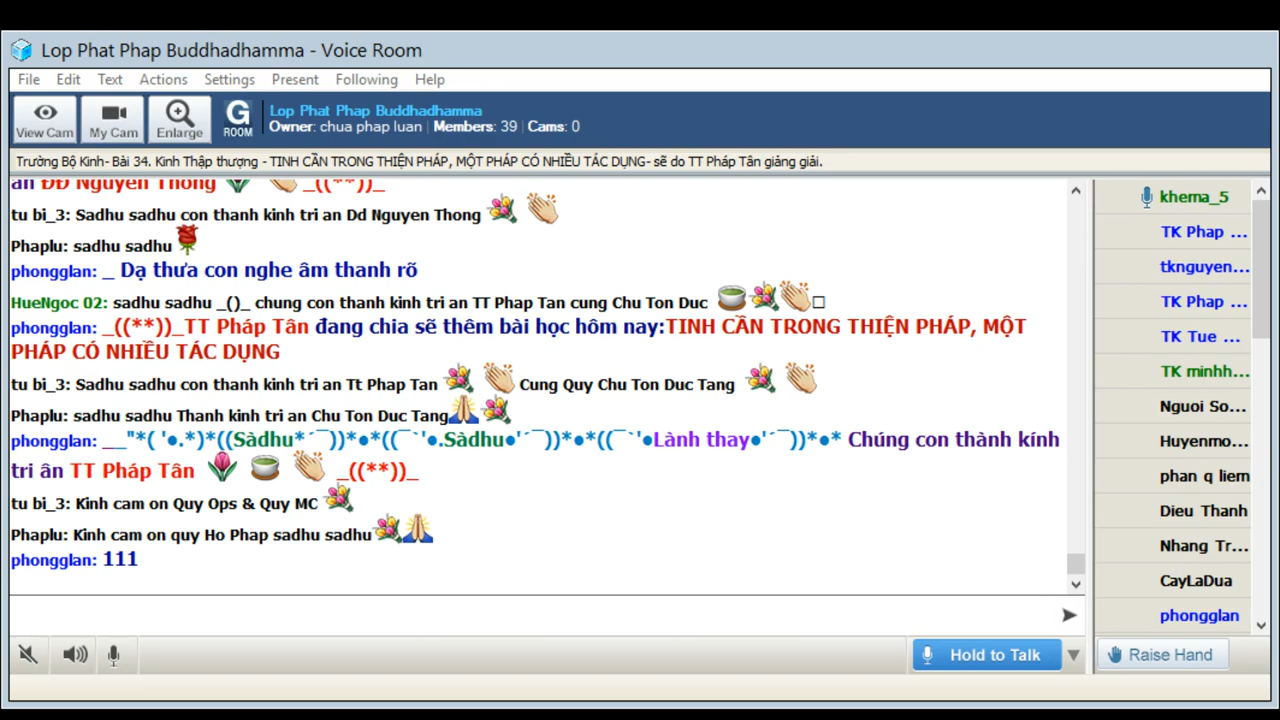 Lop Phat Phap Buddhadhamma - Voice Room
File Edit Text Actions Settings Present Following Help
View Cam My Cam Enlarge G ROOM
Lop Phat Phap Buddhadhamma
Owner: chua phap luan | Members: 39 | Cams: 0
Trường Bộ Kinh- Bài 34. Kinh Thập thượng - TINH CẦN TRONG THIỆN PHÁP, MỘT PHÁP CÓ NHIỀU TÁC DỤNG- sẽ do TT Pháp Tân giảng giải.
ân ĐĐ Nguyên Thông _((**))_
tu bi_3: Sadhu sadhu con thanh kinh tri an Dd Nguyen Thong
Phaplu: sadhu sadhu
phongglan: _ Dạ thưa con nghe âm thanh rõ
HueNgoc 02: sadhu sadhu _()_ chung con thanh kinh tri an TT Phap Tan cung Chu Ton Duc
phongglan: _((**))_TT Pháp Tân đang chia sẽ thêm bài học hôm nay:TINH CẦN TRONG THIỆN PHÁP, MỘT
PHÁP CÓ NHIỀU TÁC DỤNG
tu bi_3: Sadhu sadhu con thanh kinh tri an Tt Phap Tan Cung Quy Chu Ton Duc Tang
Phaplu: sadhu sadhu Thanh kinh tri an Chu Ton Duc Tang
phongglan: __"*( '●.*)*((Sàdhu*´¯))*●*((¯`'●.Sàdhu●'´¯))*●*((¯`'●Lành thay●'´¯))*●* Chúng con thành kính
tri ân TT Pháp Tân _((**))_
tu bi_3: Kinh cam on Quy Ops & Quy MC
Phaplu: Kinh cam on quy Ho Phap sadhu sadhu
phongglan: 111
khema_5
TK Phap ...
tknguyen...
TK Phap ...
TK Tue ...
TK minhh...
Nguoi So...
Huyenmo...
phan q liem
Dieu Thanh
Nhang Tr...
CayLaDua
phongglan
Hold to Talk
Raise Hand